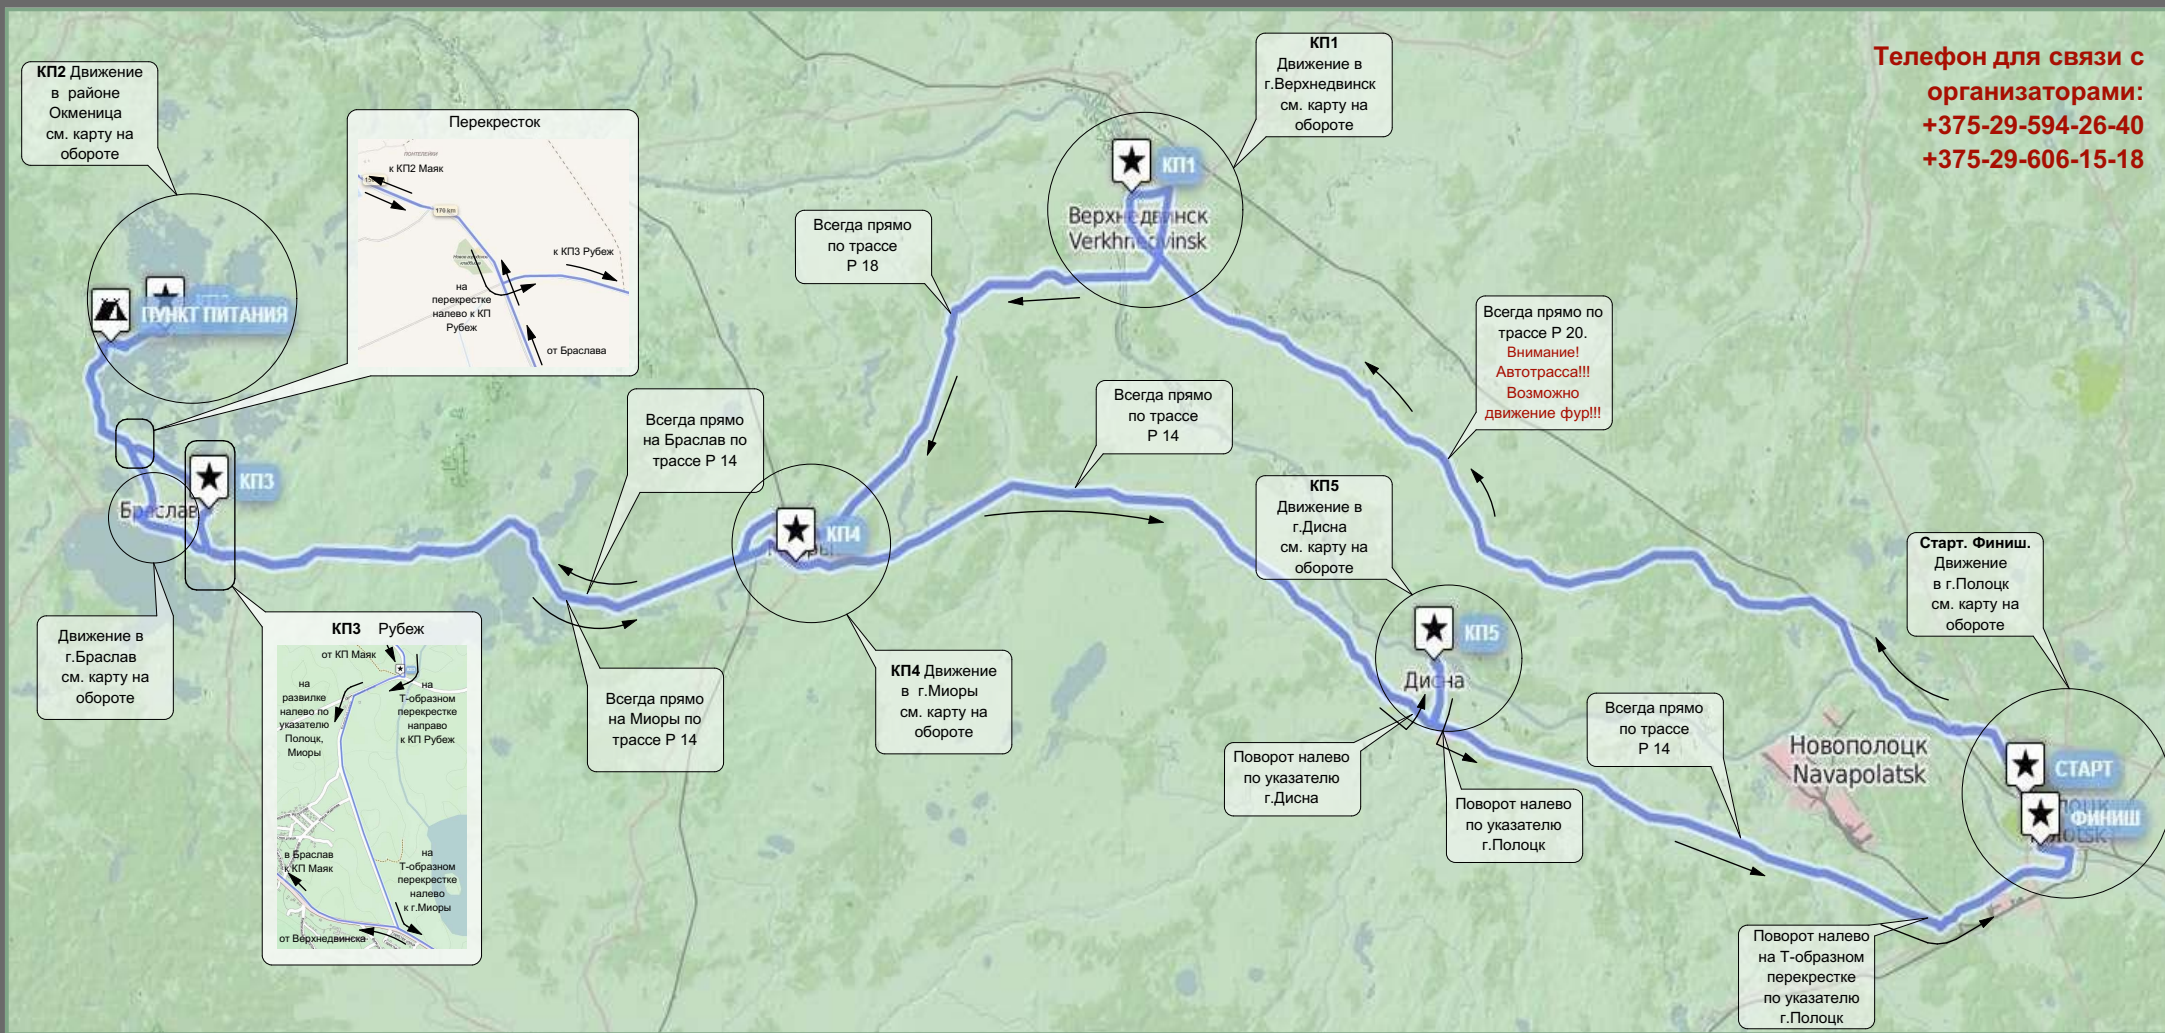 Телефон для связи с
организаторами:
+375-29-594-26-40
+375-29-606-15-18
КП1
Движение в
г.Верхнедвинск
см. карту на
обороте
КП2 Движение
в районе
Окменица
см. карту на
обороте
Перекресток
к КП2 Маяк
170 km
к КП3 Рубеж
на
перекрестке
налево к КП
Рубеж
от Браслава
КП1
Верхнедвинск
Verkhnedvinsk
Всегда прямо
по трассе
Р 18
ПУНКТ ПИТАНИЯ
Всегда прямо по
трассе Р 20.
Внимание!
Автотрасса!!!
Возможно
движение фур!!!
Всегда прямо
на Браслав по
трассе Р 14
Всегда прямо
по трассе
Р 14
КП3
Браслав
КП4
КП5
Движение в
г.Дисна
см. карту на
обороте
Старт. Финиш.
Движение
в г.Полоцк
см. карту на
обороте
Движение в
г.Браслав
см. карту на
обороте
КП3 Рубеж
от КП Маяк
на
развилке
налево по
указателю
Полоцк,
Миоры
на
Т-образном
перекрестке
направо
к КП Рубеж
в Браслав
к КП Маяк
на
Т-образном
перекрестке
налево
к г.Миоры
от Верхнедвинска
Всегда прямо
на Миоры по
трассе Р 14
КП4 Движение
в г.Миоры
см. карту на
обороте
КП5
Дисна
Поворот налево
по указателю
г.Дисна
Поворот налево
по указателю
г.Полоцк
Всегда прямо
по трассе
Р 14
Новополоцк
Navapolatsk
СТАРТ
ФИНИШ
Поворот налево
на Т-образном
перекрестке
по указателю
г.Полоцк